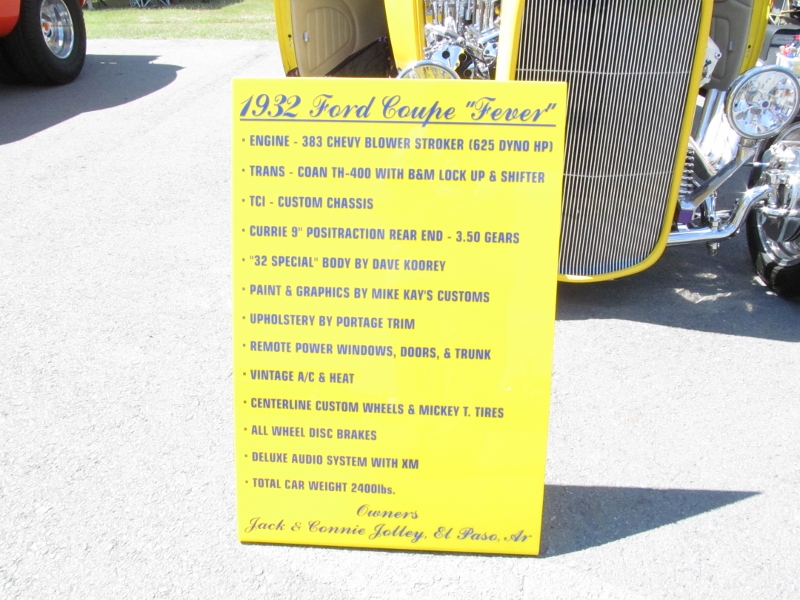 1932 Ford Coupe "Fever"
• ENGINE - 383 CHEVY BLOWER STROKER (625 DYNO HP)
• TRANS - COAN TH-400 WITH B&M LOCK UP & SHIFTER
• TCI - CUSTOM CHASSIS
• CURRIE 9" POSITRACTION REAR END - 3.50 GEARS
• "32 SPECIAL" BODY BY DAVE KOOREY
• PAINT & GRAPHICS BY MIKE KAY'S CUSTOMS
• UPHOLSTERY BY PORTAGE TRIM
• REMOTE POWER WINDOWS, DOORS, & TRUNK
• VINTAGE A/C & HEAT
• CENTERLINE CUSTOM WHEELS & MICKEY T. TIRES
• ALL WHEEL DISC BRAKES
• DELUXE AUDIO SYSTEM WITH XM
• TOTAL CAR WEIGHT 2400lbs.
Owners
Jack & Connie Jolley, El Paso, Ar